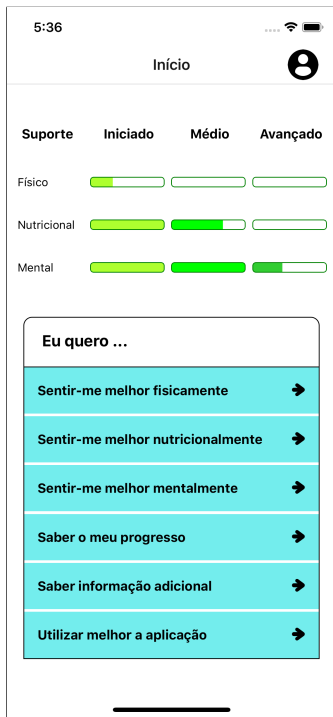 5:36
Início
Suporte Iniciado Médio Avançado
Físico
Nutricional
Mental
Eu quero ...
Sentir-me melhor fisicamente
Sentir-me melhor nutricionalmente
Sentir-me melhor mentalmente
Saber o meu progresso
Saber informação adicional
Utilizar melhor a aplicação